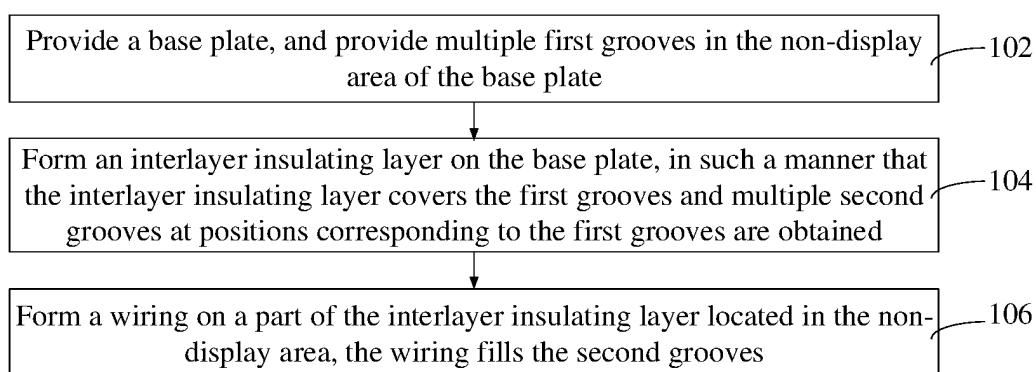 Provide a base plate, and provide multiple first grooves in the non-display
area of the base plate
102
Form an interlayer insulating layer on the base plate, in such a manner that
the interlayer insulating layer covers the first grooves and multiple second
grooves at positions corresponding to the first grooves are obtained
104
Form a wiring on a part of the interlayer insulating layer located in the non-
display area, the wiring fills the second grooves
106